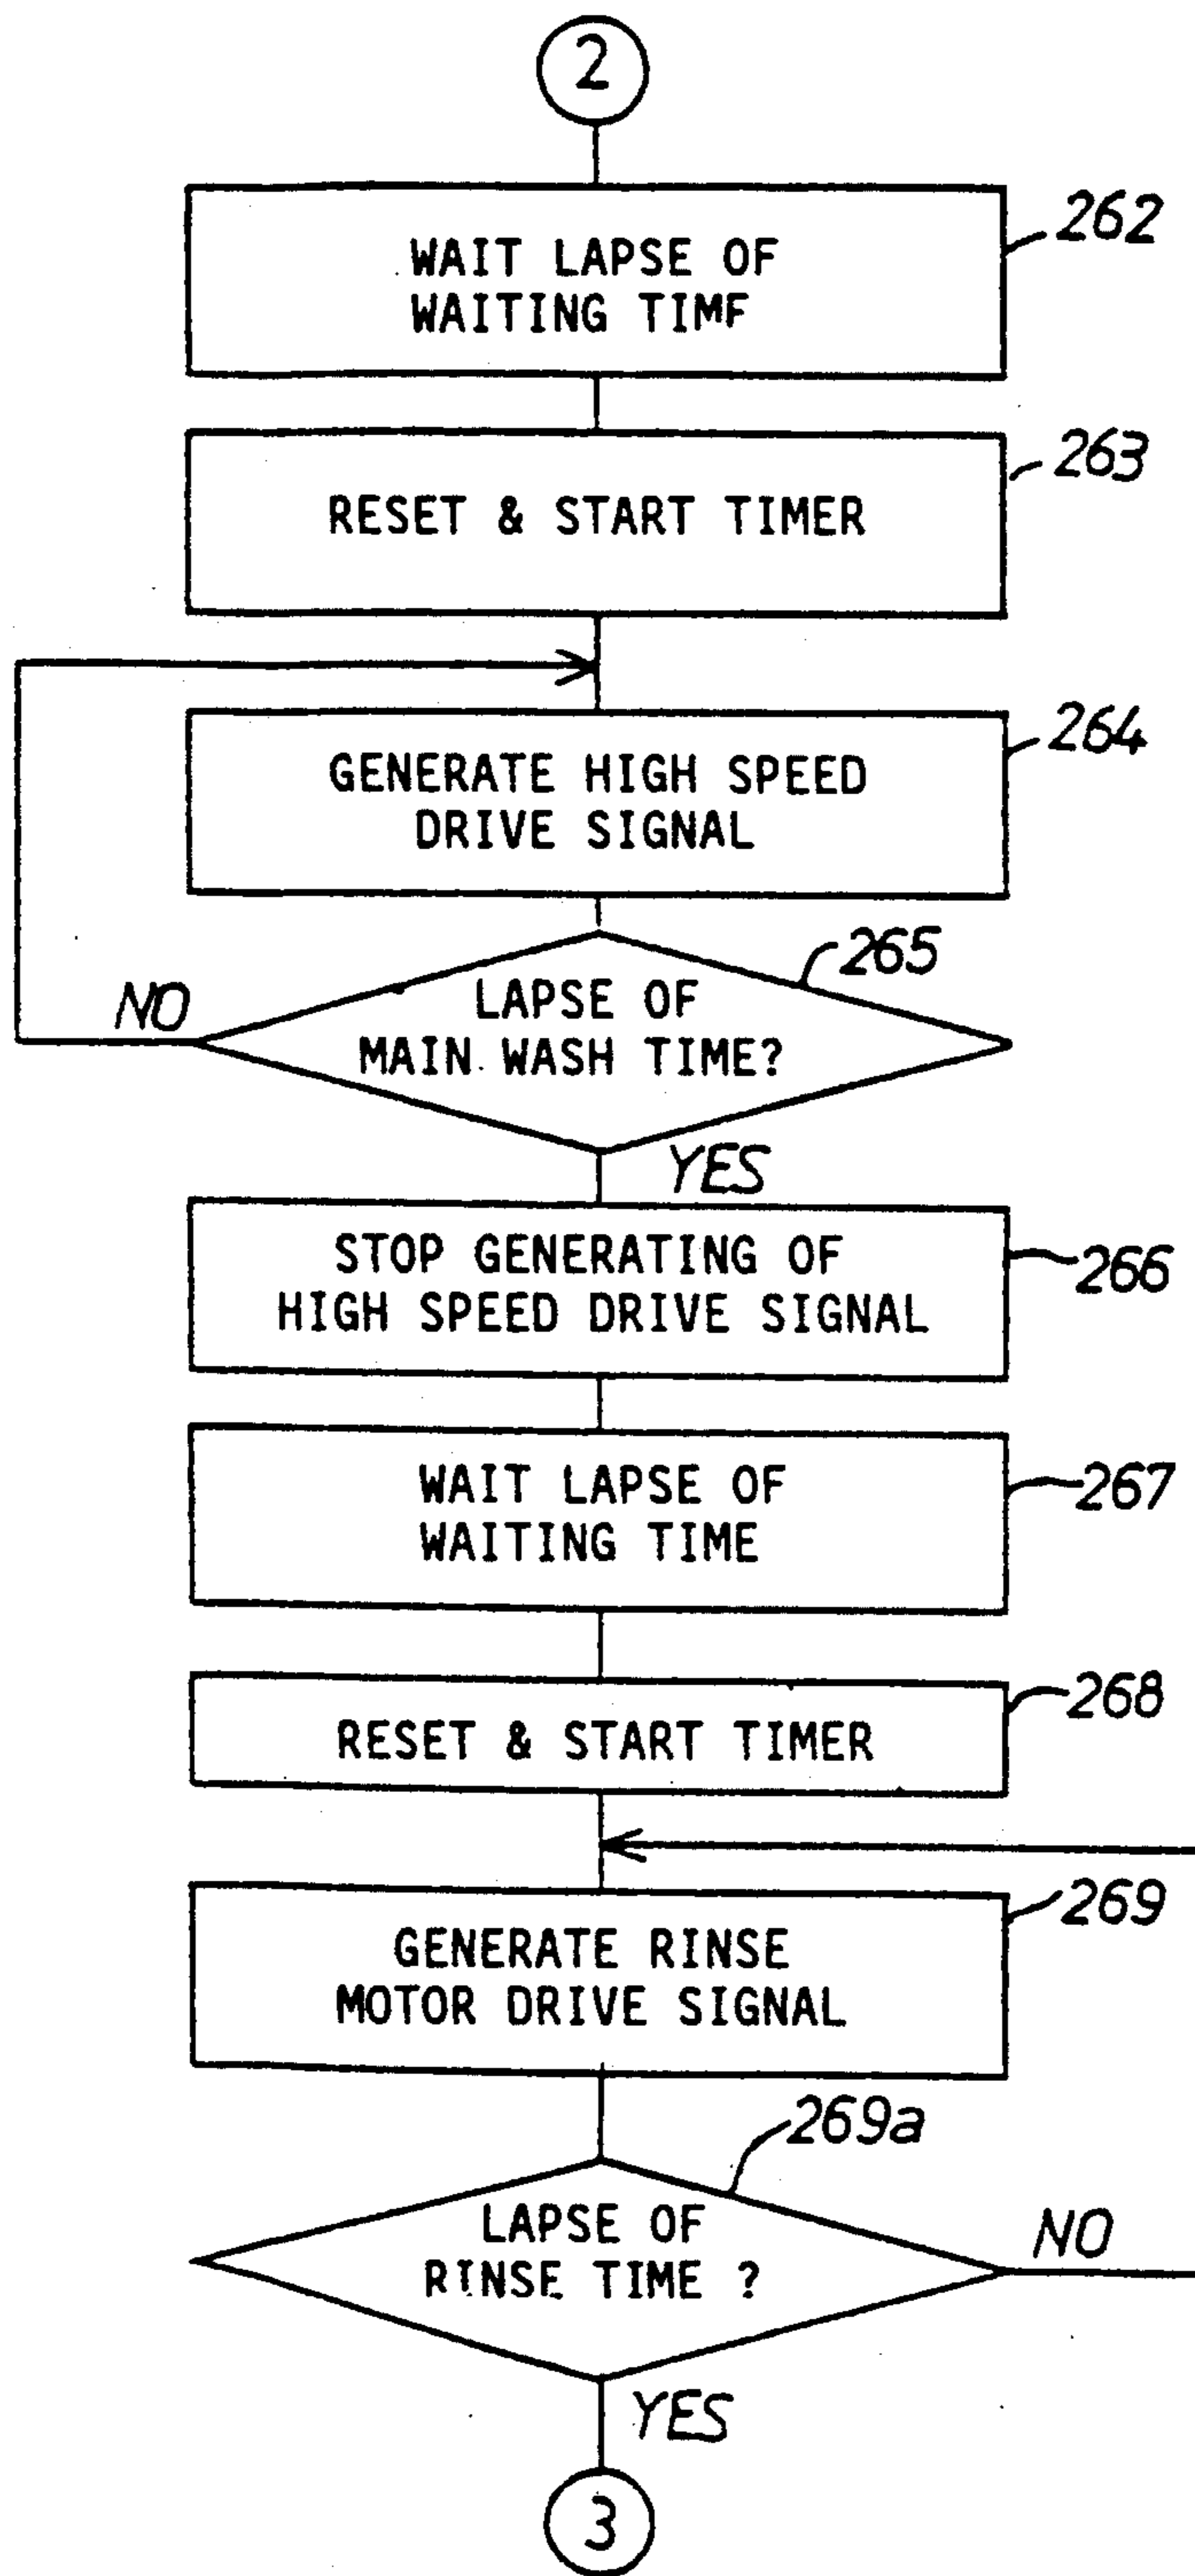 2
WAIT LAPSE OF
WAITING TIME
262
RESET & START TIMER
263
GENERATE HIGH SPEED
DRIVE SIGNAL
264
LAPSE OF
MAIN WASH TIME?
265
NO
YES
STOP GENERATING OF
HIGH SPEED DRIVE SIGNAL
266
WAIT LAPSE OF
WAITING TIME
267
RESET & START TIMER
268
GENERATE RINSE
MOTOR DRIVE SIGNAL
269
LAPSE OF
RINSE TIME ?
269a
NO
YES
3